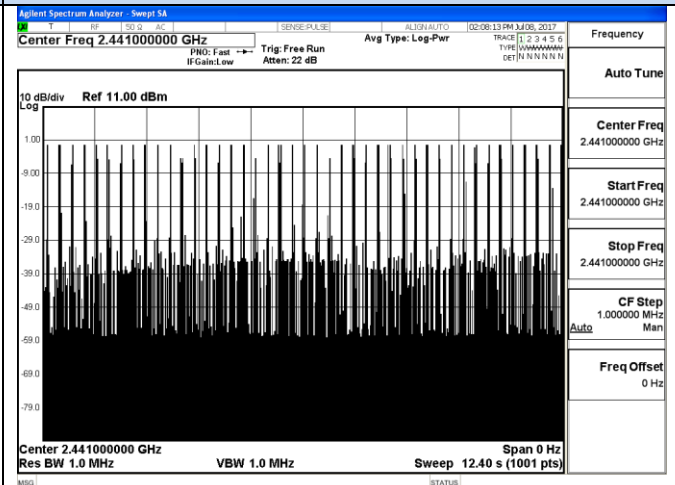 Agilent Spectrum Analyzer - Swept SA
T RF 50 Ω AC SENSE:PULSE ALIGN AUTO 02:08:13 PM Jul 08, 2017
Center Freq 2.441000000 GHz
PNO: Fast
IFGain:Low
Trig: Free Run
Atten: 22 dB
Avg Type: Log-Pwr
TRACE 1 2 3 4 5 6
TYPE
DET N N N N N N
10 dB/div Ref 11.00 dBm
Log
1.00
-9.00
-19.0
-29.0
-39.0
-49.0
-59.0
-69.0
-79.0
Center 2.441000000 GHz Span 0 Hz
Res BW 1.0 MHz VBW 1.0 MHz Sweep 12.40 s (1001 pts)
MSG STATUS
Frequency
Auto Tune
Center Freq
2.441000000 GHz
Start Freq
2.441000000 GHz
Stop Freq
2.441000000 GHz
CF Step
1.000000 MHz
Auto Man
Freq Offset
0 Hz